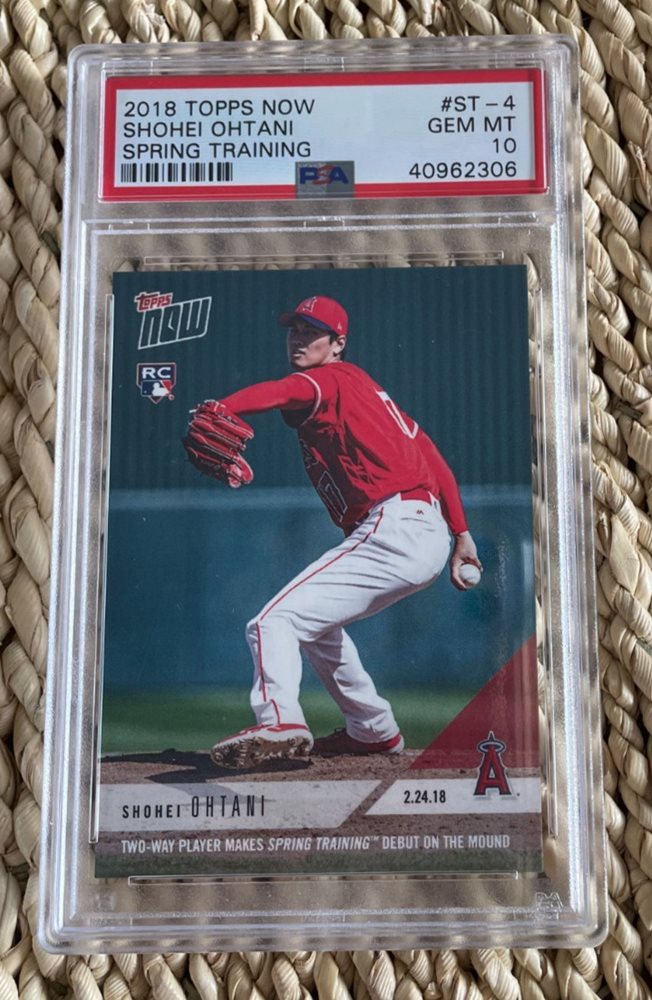 2018 TOPPS NOW #ST-4
SHOHEI OHTANI GEM MT
SPRING TRAINING 10
PSA 40962306
TOPPS
NOW
RC
A
SHOHEI OHTANI 2.24.18
TWO-WAY PLAYER MAKES SPRING TRAINING™ DEBUT ON THE MOUND